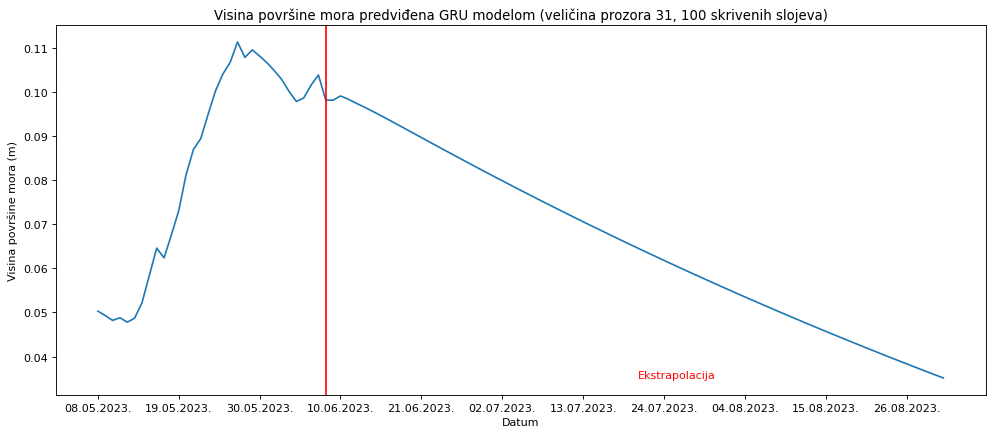 Visina površine mora predviđena GRU modelom (veličina prozora 31, 100 skrivenih slojeva)
Visina površine mora (m)
0.11
0.10
0.09
0.08
0.07
0.06
0.05
0.04
Ekstrapolacija
08.05.2023. 19.05.2023. 30.05.2023. 10.06.2023. 21.06.2023. 02.07.2023. 13.07.2023. 24.07.2023. 04.08.2023. 15.08.2023. 26.08.2023.
Datum